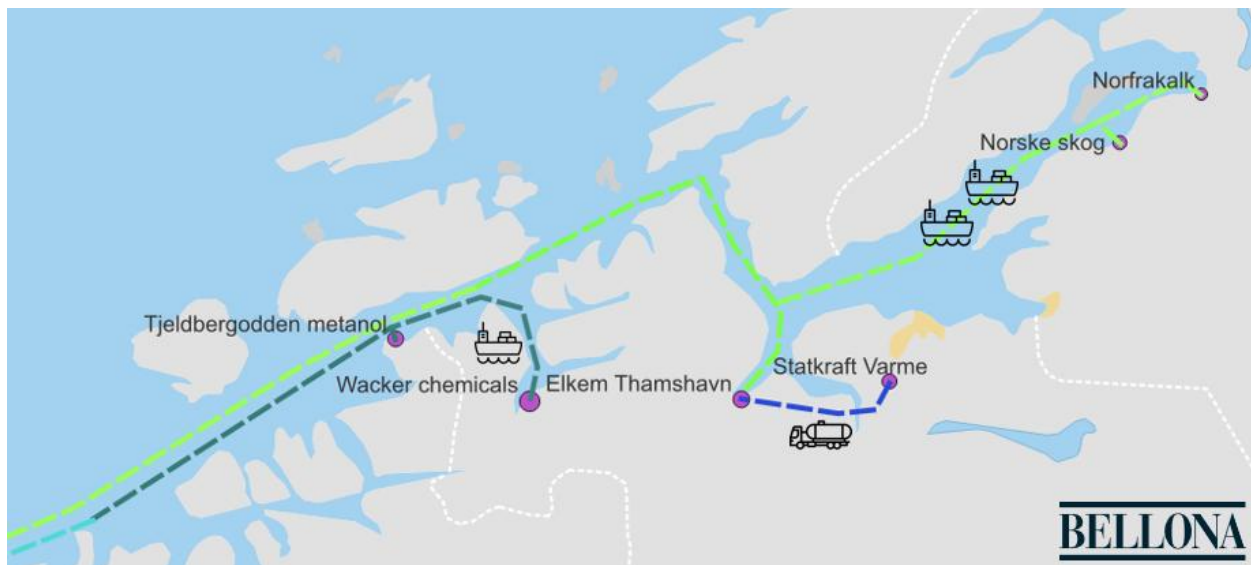 Norfrakalk
Norske skog
Tjeldbergodden metanol
Statkraft Varme
Wacker chemicals
Elkem Thamshavn
BELLONA